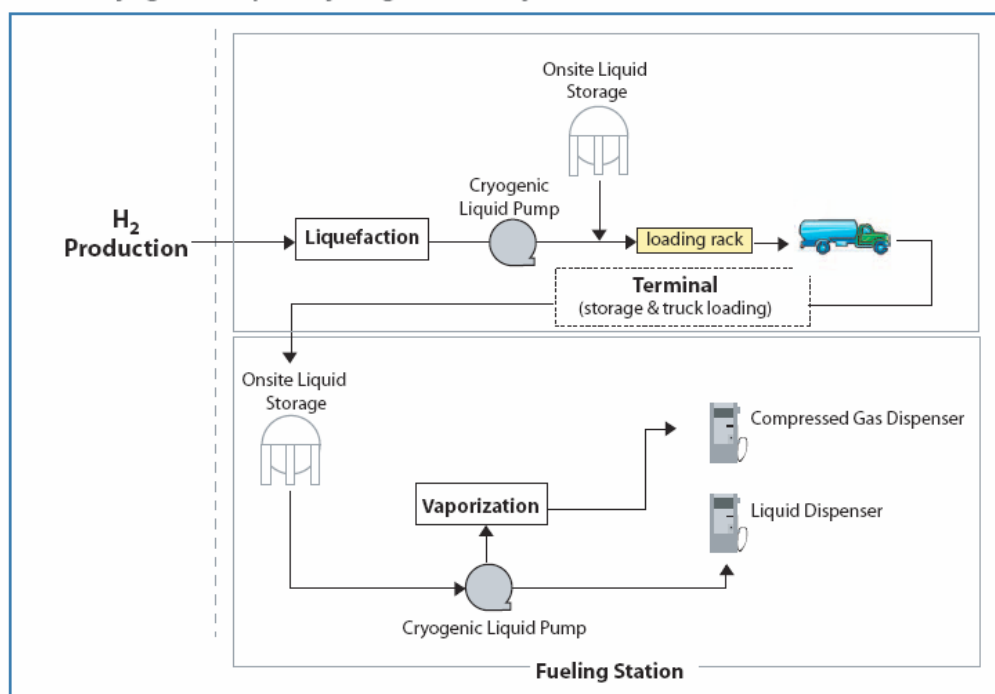 Onsite Liquid
Storage
Cryogenic
Liquid Pump
H₂
Production
Liquefaction
loading rack
Terminal
(storage & truck loading)
Onsite Liquid
Storage
Compressed Gas Dispenser
Vaporization
Liquid Dispenser
Cryogenic Liquid Pump
Fueling Station